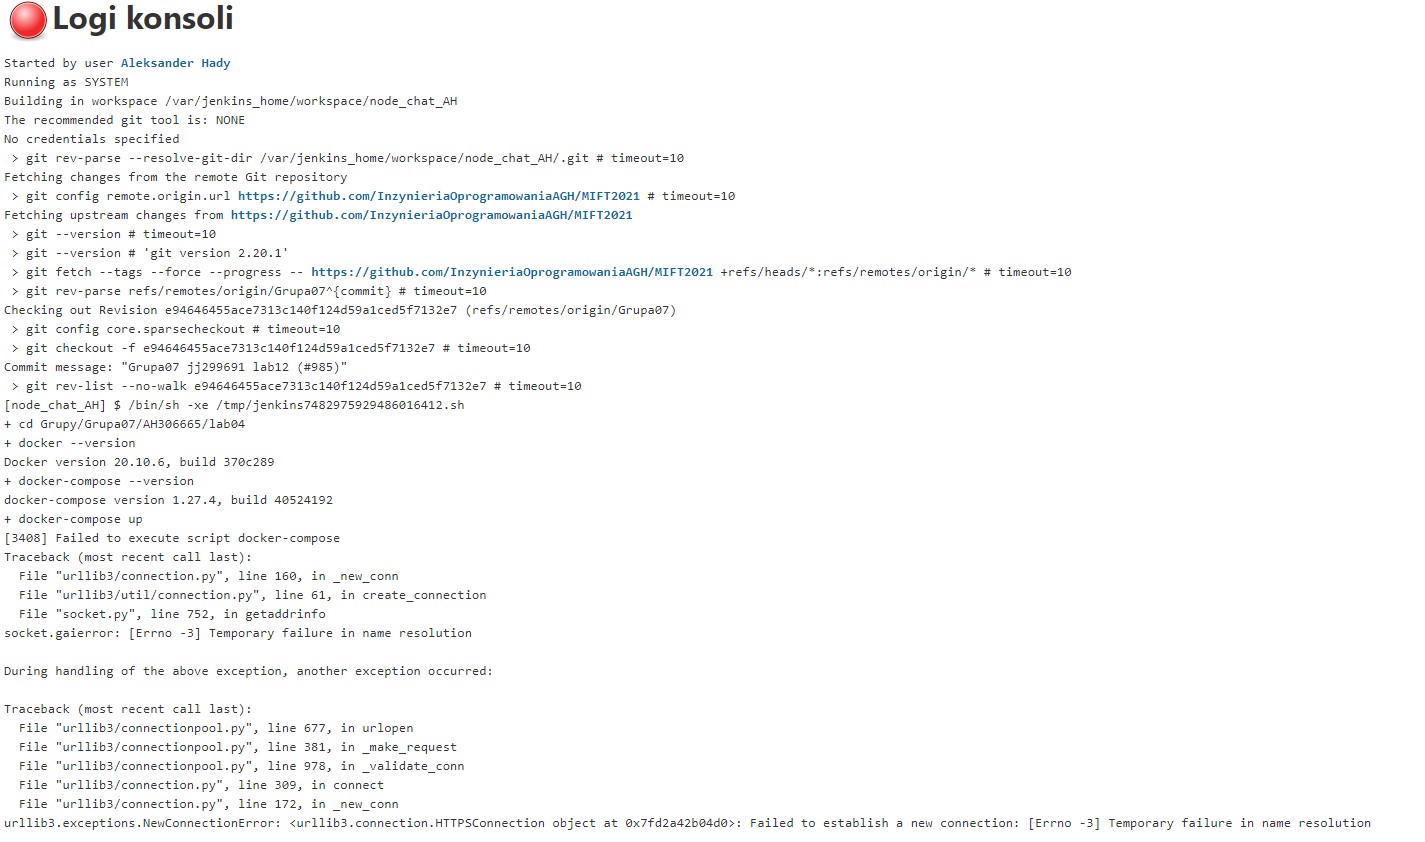 Logi konsoli
Started by user Aleksander Hady
Running as SYSTEM
Building in workspace /var/jenkins_home/workspace/node_chat_AH
The recommended git tool is: NONE
No credentials specified
 > git rev-parse --resolve-git-dir /var/jenkins_home/workspace/node_chat_AH/.git # timeout=10
Fetching changes from the remote Git repository
 > git config remote.origin.url https://github.com/InzynieriaOprogramowaniaAGH/MIFT2021 # timeout=10
Fetching upstream changes from https://github.com/InzynieriaOprogramowaniaAGH/MIFT2021
 > git --version # timeout=10
 > git --version # 'git version 2.20.1'
 > git fetch --tags --force --progress -- https://github.com/InzynieriaOprogramowaniaAGH/MIFT2021 +refs/heads/*:refs/remotes/origin/* # timeout=10
 > git rev-parse refs/remotes/origin/Grupa07^{commit} # timeout=10
Checking out Revision e94646455ace7313c140f124d59a1ced5f7132e7 (refs/remotes/origin/Grupa07)
 > git config core.sparsecheckout # timeout=10
 > git checkout -f e94646455ace7313c140f124d59a1ced5f7132e7 # timeout=10
Commit message: "Grupa07 jj299691 lab12 (#985)"
 > git rev-list --no-walk e94646455ace7313c140f124d59a1ced5f7132e7 # timeout=10
[node_chat_AH] $ /bin/sh -xe /tmp/jenkins7482975929486016412.sh
+ cd Grupy/Grupa07/AH306665/lab04
+ docker --version
Docker version 20.10.6, build 370c289
+ docker-compose --version
docker-compose version 1.27.4, build 40524192
+ docker-compose up
[3408] Failed to execute script docker-compose
Traceback (most recent call last):
  File "urllib3/connection.py", line 160, in _new_conn
  File "urllib3/util/connection.py", line 61, in create_connection
  File "socket.py", line 752, in getaddrinfo
socket.gaierror: [Errno -3] Temporary failure in name resolution

During handling of the above exception, another exception occurred:

Traceback (most recent call last):
  File "urllib3/connectionpool.py", line 677, in urlopen
  File "urllib3/connectionpool.py", line 381, in _make_request
  File "urllib3/connectionpool.py", line 978, in _validate_conn
  File "urllib3/connection.py", line 309, in connect
  File "urllib3/connection.py", line 172, in _new_conn
urllib3.exceptions.NewConnectionError: <urllib3.connection.HTTPSConnection object at 0x7fd2a42b04d0>: Failed to establish a new connection: [Errno -3] Temporary failure in name resolution